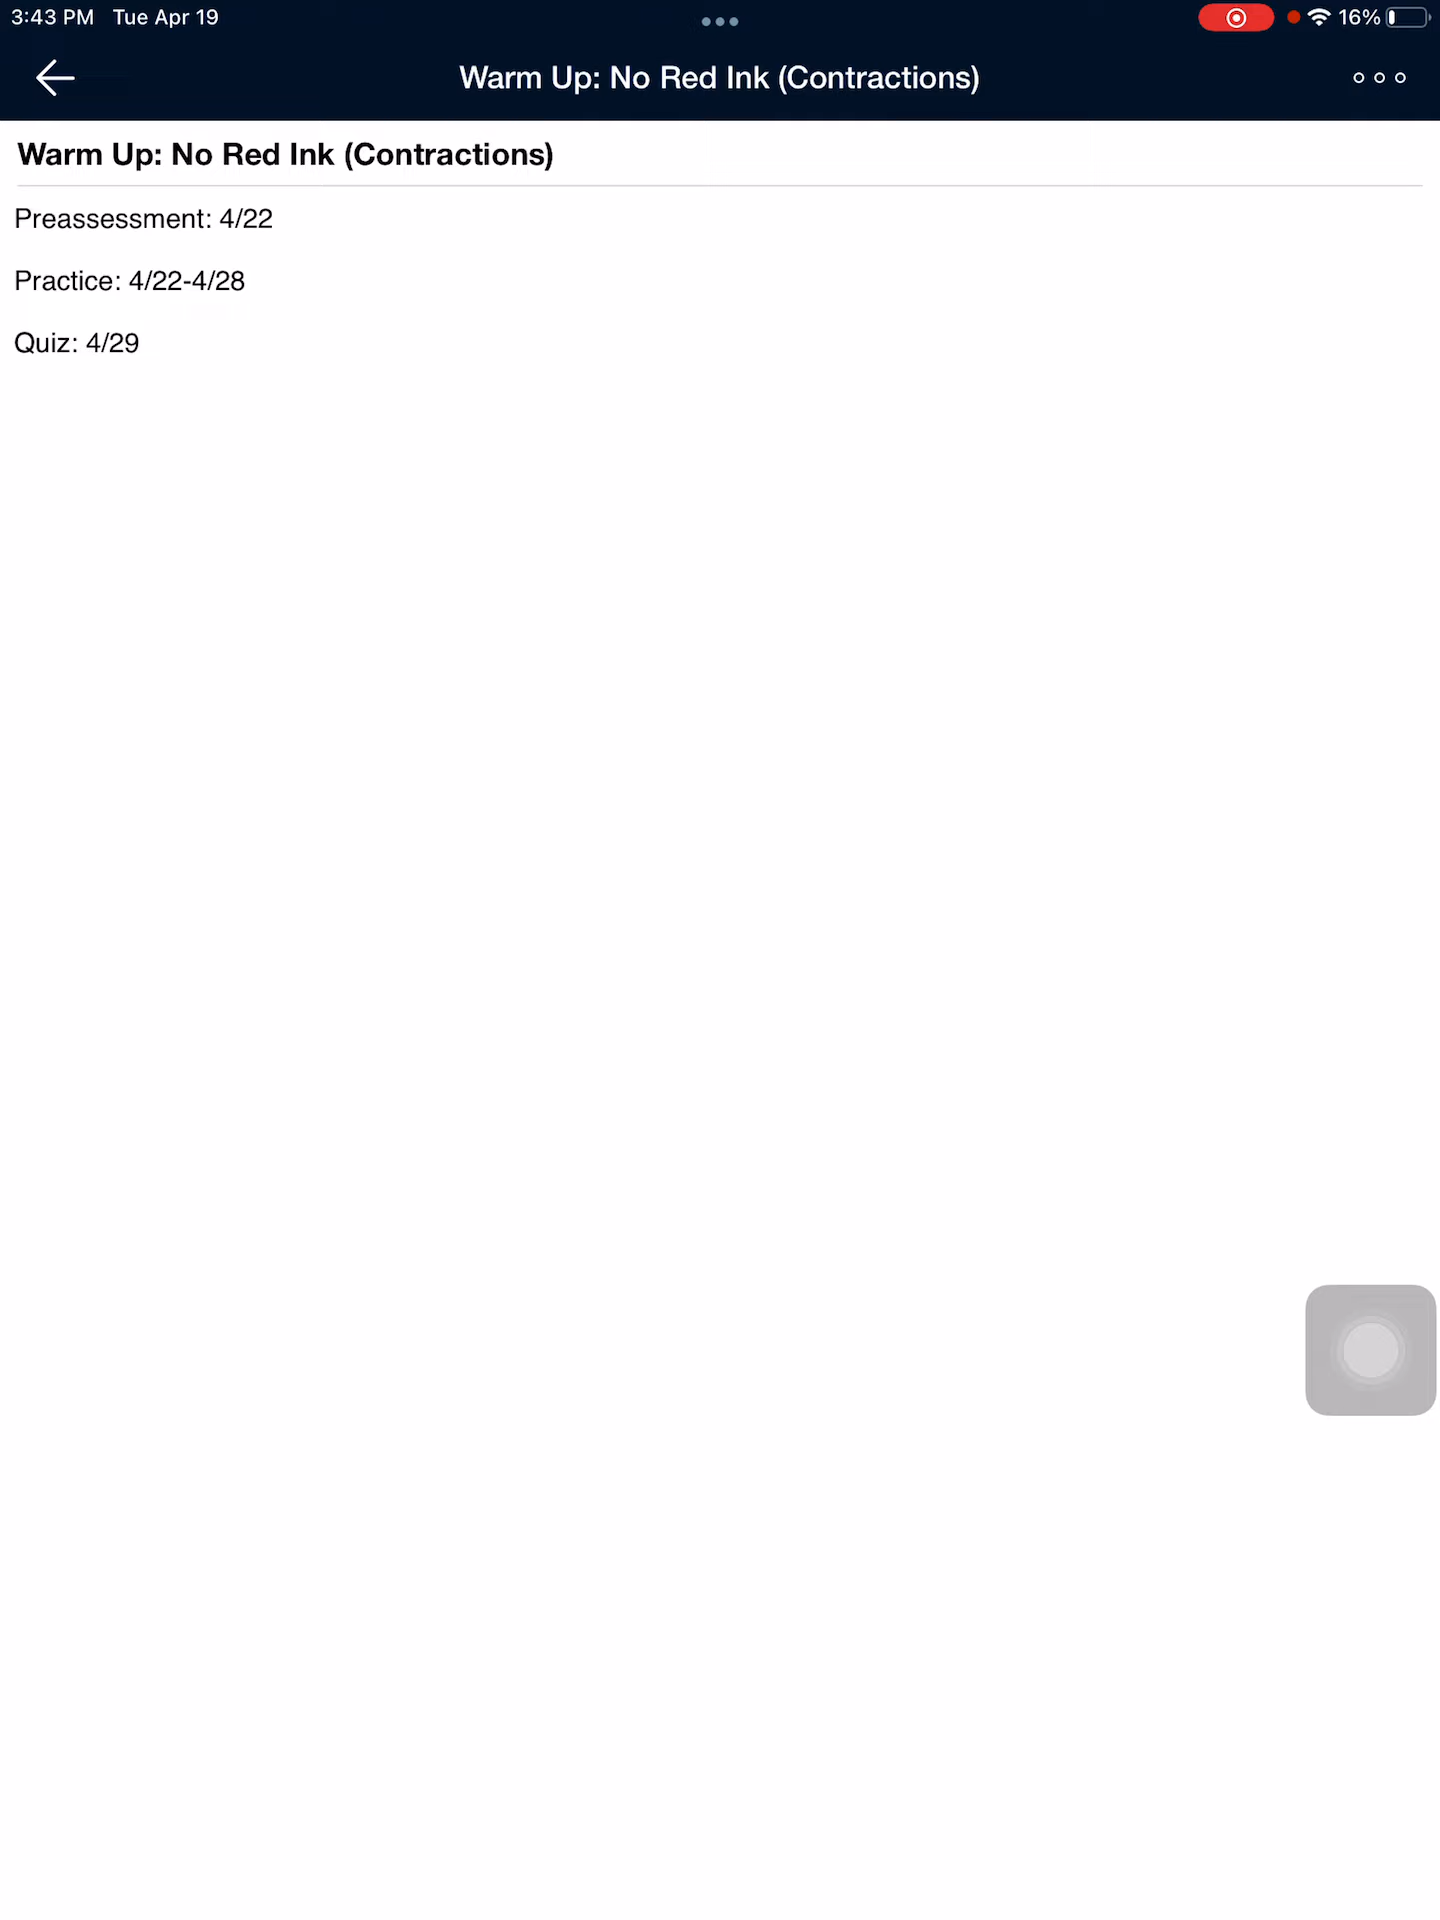 3:43 PM Tue Apr 19 16%
Warm Up: No Red Ink (Contractions)
Warm Up: No Red Ink (Contractions)
Preassessment: 4/22
Practice: 4/22-4/28
Quiz: 4/29